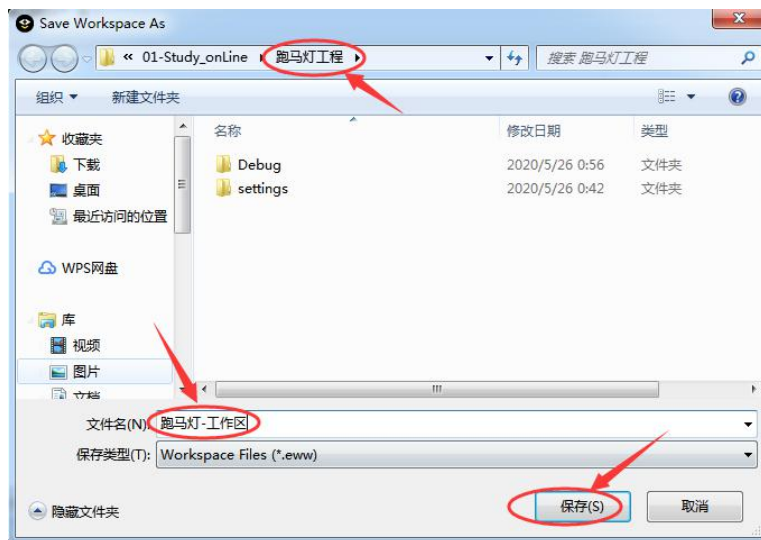 Save Workspace As
« 01-Study_onLine 跑马灯工程
搜索 跑马灯工程
组织 新建文件夹
名称 修改日期 类型
收藏夹
下载
桌面
最近访问的位置
WPS网盘
库
视频
图片
文档
Debug 2020/5/26 0:56 文件夹
settings 2020/5/26 0:42 文件夹
文件名(N): 跑马灯-工作区
保存类型(T): Workspace Files (*.eww)
隐藏文件夹
保存(S) 取消